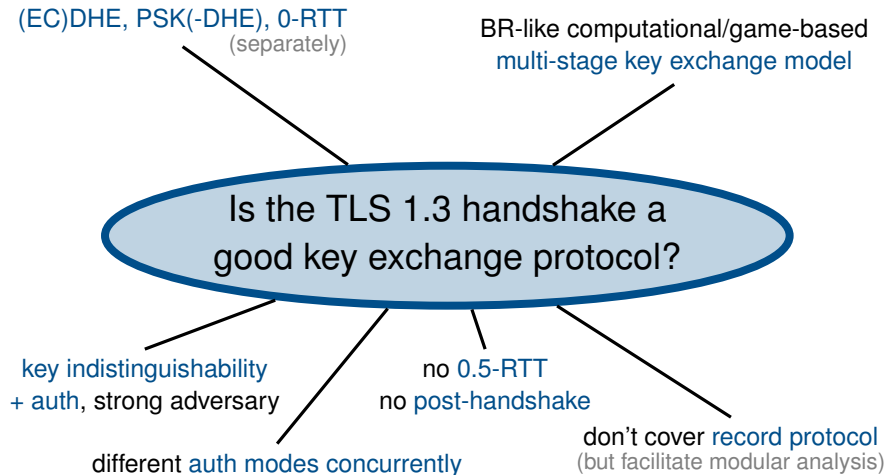 (EC)DHE, PSK(-DHE), 0-RTT
(separately)
BR-like computational/game-based
multi-stage key exchange model
Is the TLS 1.3 handshake a
good key exchange protocol?
key indistinguishability
+ auth, strong adversary
no 0.5-RTT
no post-handshake
different auth modes concurrently
don't cover record protocol
(but facilitate modular analysis)